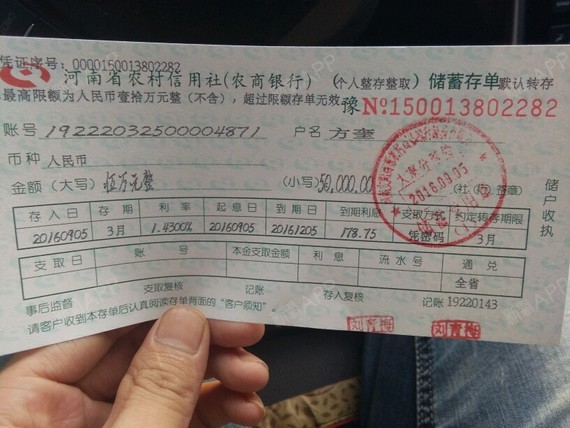 凭证序号：0000150013802282
河南省农村信用社(农商银行) (个人整存整取) 储蓄存单 默认转存
最高限额为人民币壹拾万元整(不含)，超过限额存单无效 豫No:150013802282
账号 19222032500004871 户名 方奎
币种 人民币
金额(大写) 伍万元整 (小写) 50,000.00 (社(行)签章)
2016.09.05
储户收执
存入日 存期 利率 起息日 到期日 到期利息 支取方式 约定转存期限
20160905 3月 1.4300% 20160905 20161205 178.75 凭密码 3月
支取日 账号 本金支取金额 利息 流水号 通兑
全省
事后监督 支取复核 记账 存入复核 记账 19220143
请客户收到本存单后认真阅读存单背面的“客户须知”。
刘青梅 刘青梅